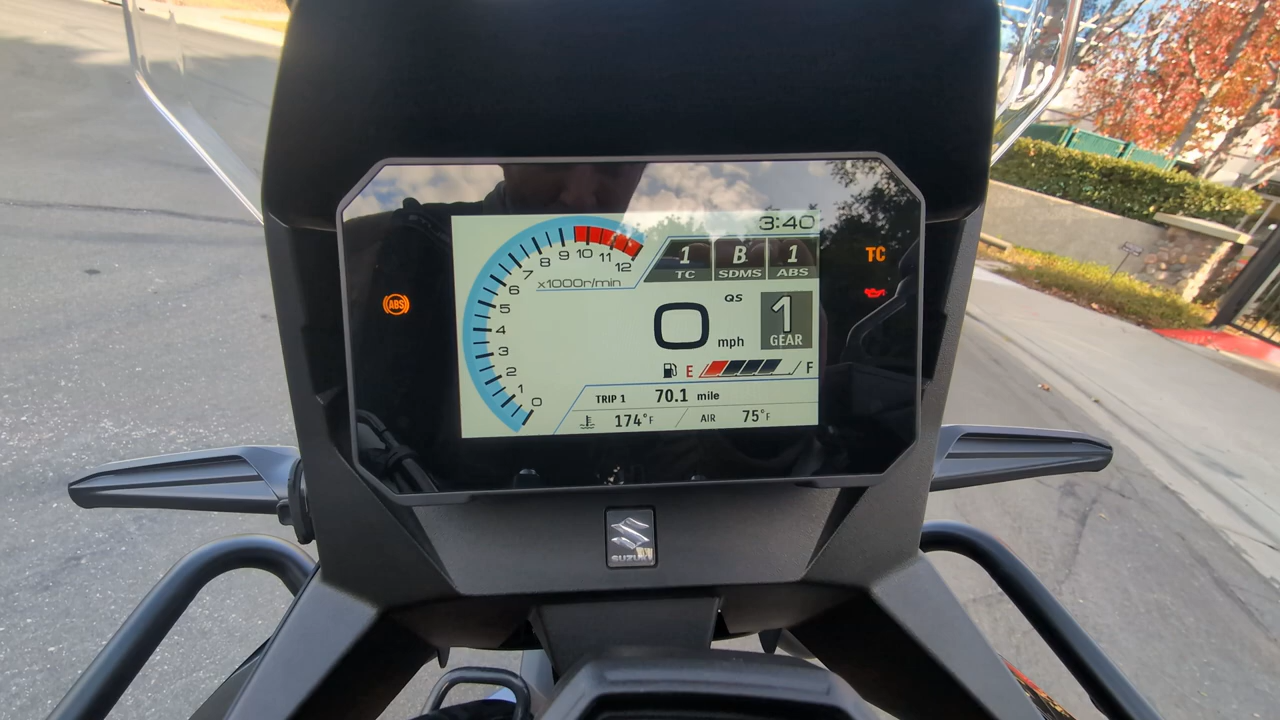 3:40
1 B 1
TC SDMS ABS
TC
ABS
12
11
10
9
8
7
6
5
4
3
2
1
0
x1000r/min
QS
0 mph
1
GEAR
E F
TRIP 1 70.1 mile
174°F AIR 75°F
SUZUKI